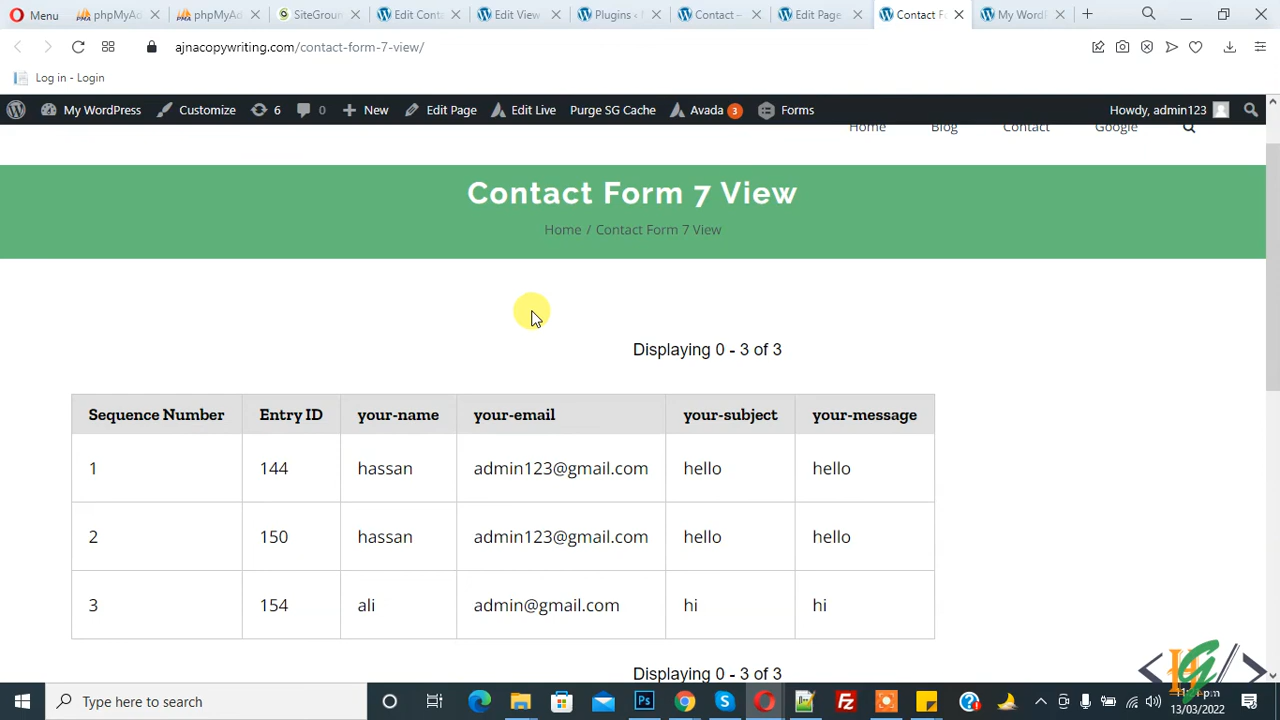 Menu phpMyAd phpMyAd SiteGroun Edit Conta Edit View Plugins ‹ Contact – Edit Page Contact F My WordP
ajnacopywriting.com/contact-form-7-view/
Log in - Login
My WordPress Customize 6 0 New Edit Page Edit Live Purge SG Cache Avada 3 Forms Howdy, admin123
Home Blog Contact Google
Contact Form 7 View
Home / Contact Form 7 View
Displaying 0 - 3 of 3
Sequence Number Entry ID your-name your-email your-subject your-message
1 144 hassan admin123@gmail.com hello hello
2 150 hassan admin123@gmail.com hello hello
3 154 ali admin@gmail.com hi hi
Displaying 0 - 3 of 3
Type here to search
13/03/2022